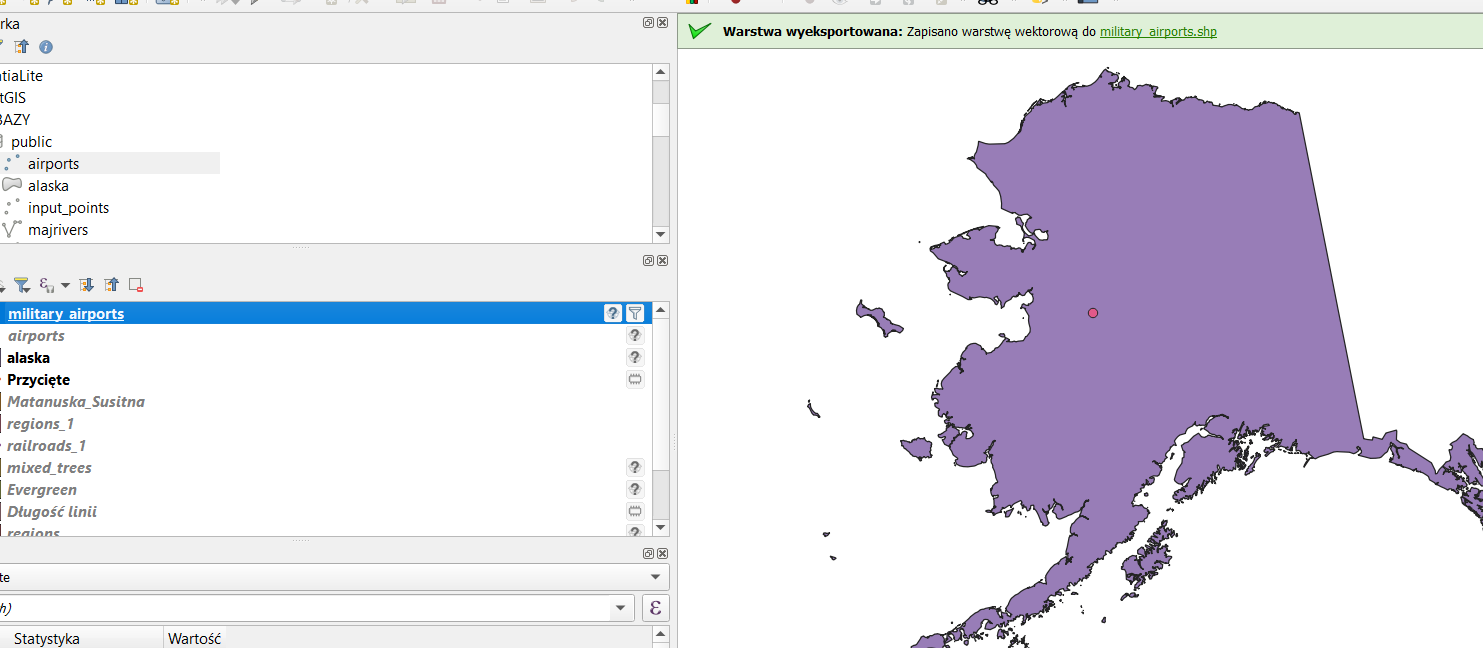 rka
Warstwa wyeksportowana: Zapisano warstwę wektorową do military_airports.shp
tiaLite
tGIS
BAZY
public
airports
alaska
input_points
majrivers
military_airports
airports
alaska
Przycięte
Matanuska_Susitna
regions_1
railroads_1
mixed_trees
Evergreen
Długość linii
regions
te
h)
Statystyka Wartość